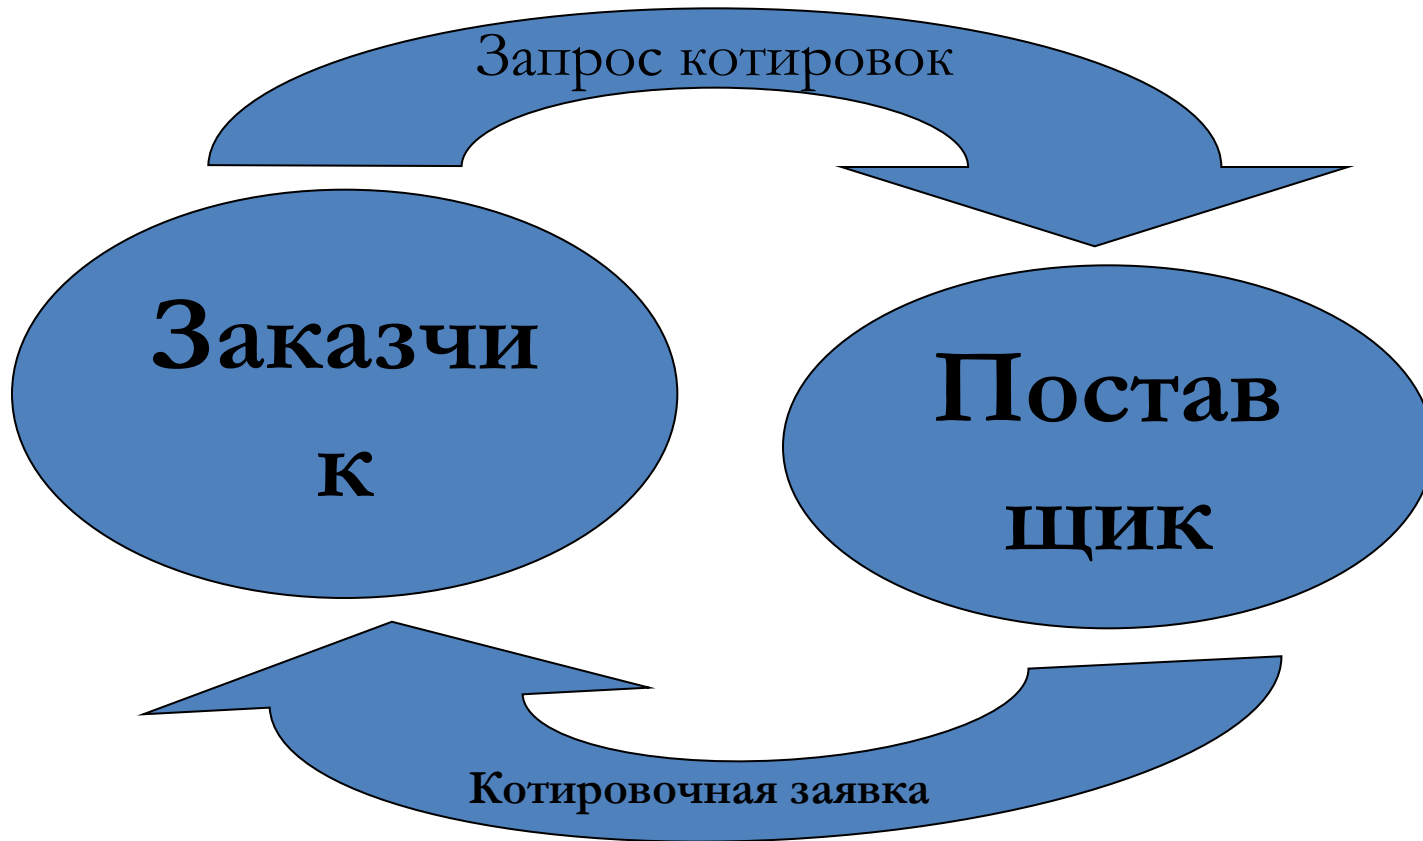 Запрос котировок
Заказчи
к
Постав
щик
Котировочная заявка